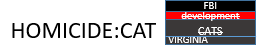 HOMICIDE:CAT
FBI
development
CATS
VIRGINIA